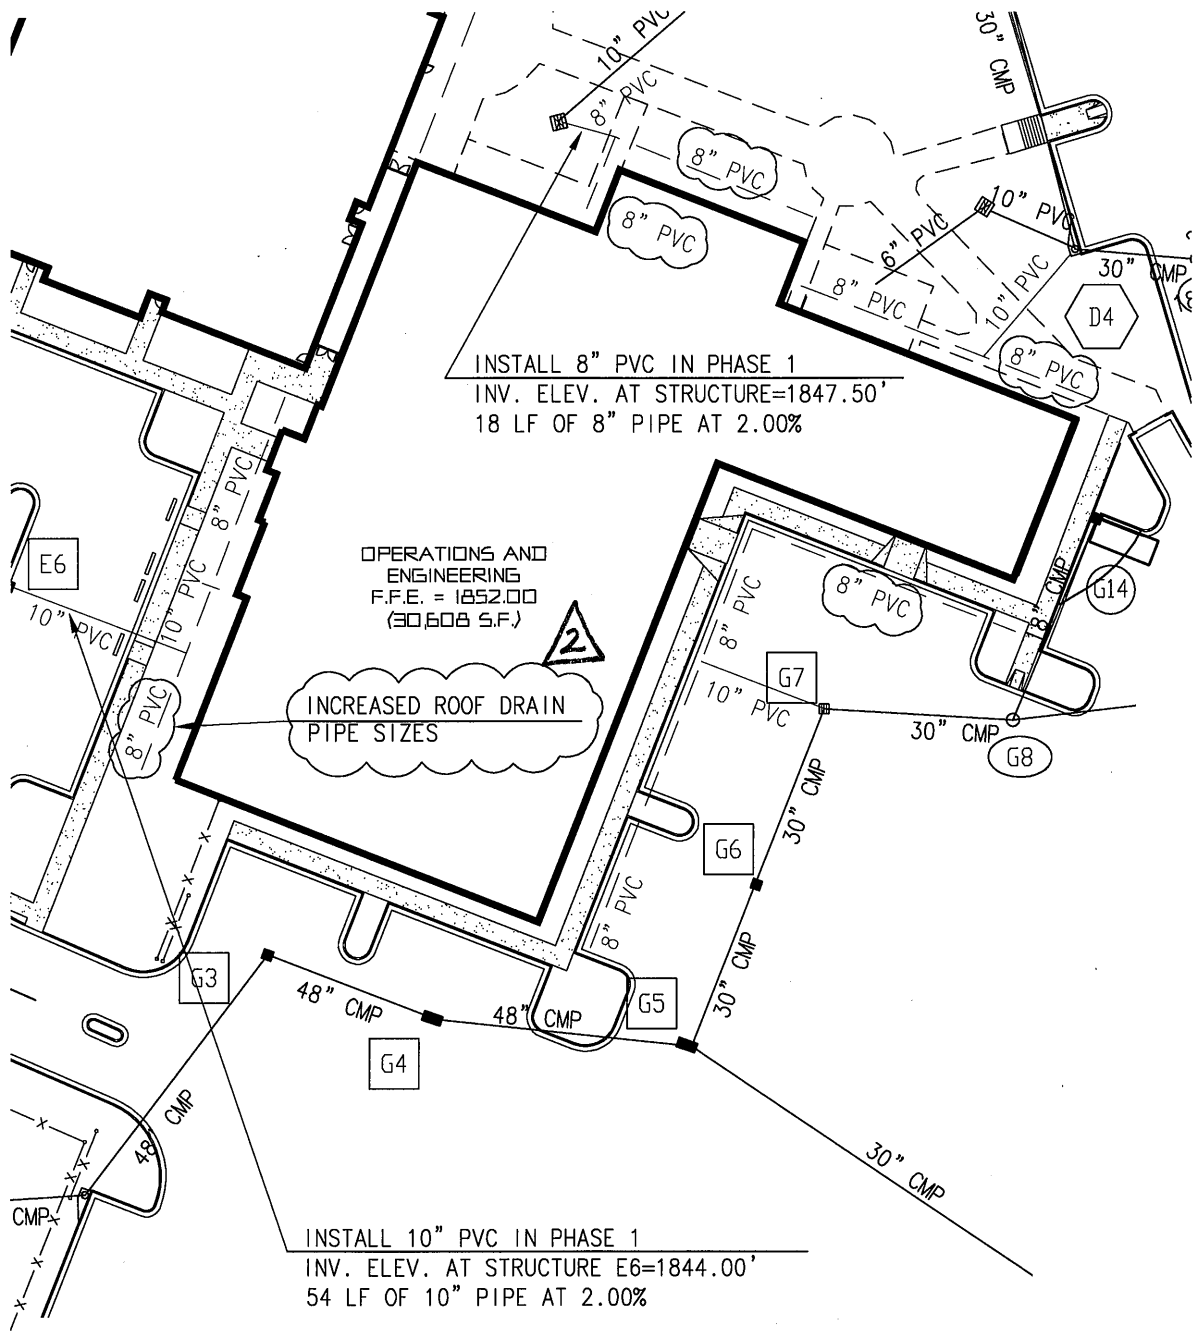 10” PVC
30” CMP
8” PVC
8” PVC
8” PVC
10” PVC
6” PVC
30” CMP
8” PVC
10” PVC
D4
8” PVC
INSTALL 8” PVC IN PHASE 1
INV. ELEV. AT STRUCTURE=1847.50'
18 LF OF 8” PIPE AT 2.00%
8” PVC
E6
10” PVC
10” PVC
OPERATIONS AND
ENGINEERING
F.F.E. = 1852.00
(30,608 S.F.)
2
8” PVC
8” PVC
18” CMP
G14
INCREASED ROOF DRAIN
PIPE SIZES
8” PVC
10” PVC
G7
30” CMP
G8
30” CMP
G6
8” PVC
30” CMP
G3
48” CMP
G4
48” CMP
G5
48” CMP
30” CMP
CMP
INSTALL 10” PVC IN PHASE 1
INV. ELEV. AT STRUCTURE E6=1844.00'
54 LF OF 10” PIPE AT 2.00%